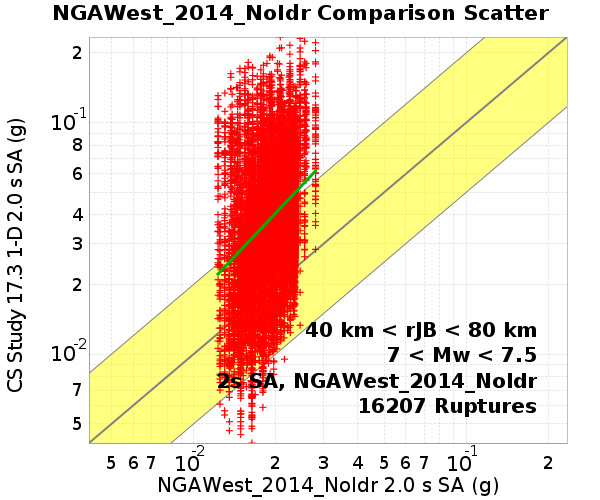 NGAWest_2014_NoIdr Comparison Scatter
CS Study 17.3 1-D 2.0 s SA (g)
2
10-1
8
6
4
3
2
10-2
7
5
40 km < rJB < 80 km
7 < Mw < 7.5
2s SA, NGAWest_2014_NoIdr
16207 Ruptures
5 6 7 10-2 2 3 4 5 6 7 10-1 2
NGAWest_2014_NoIdr 2.0 s SA (g)